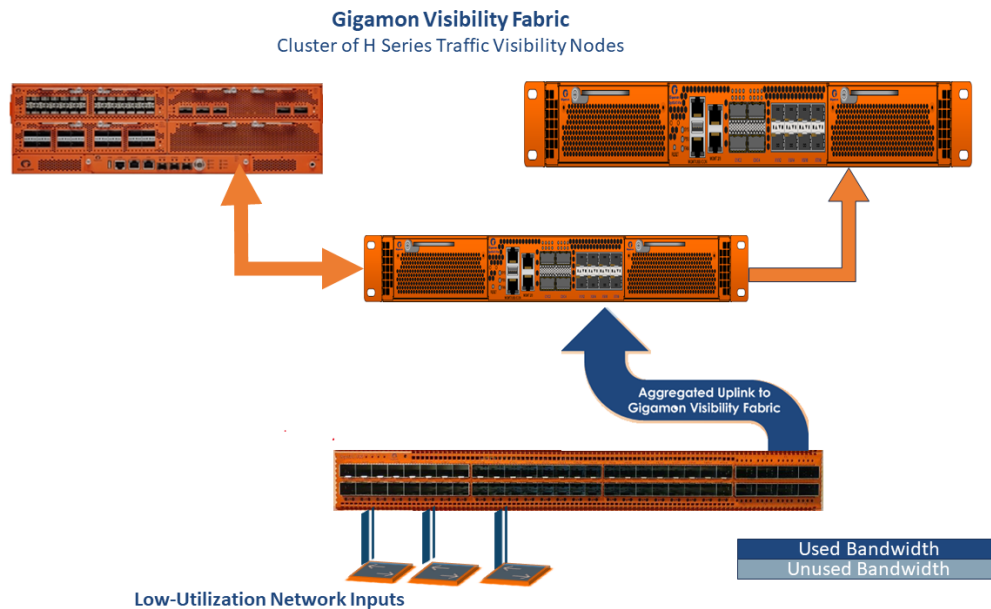 Gigamon Visibility Fabric
Cluster of H Series Traffic Visibility Nodes
Aggregated Uplink to
Gigamon Visibility Fabric
Used Bandwidth
Unused Bandwidth
Low-Utilization Network Inputs